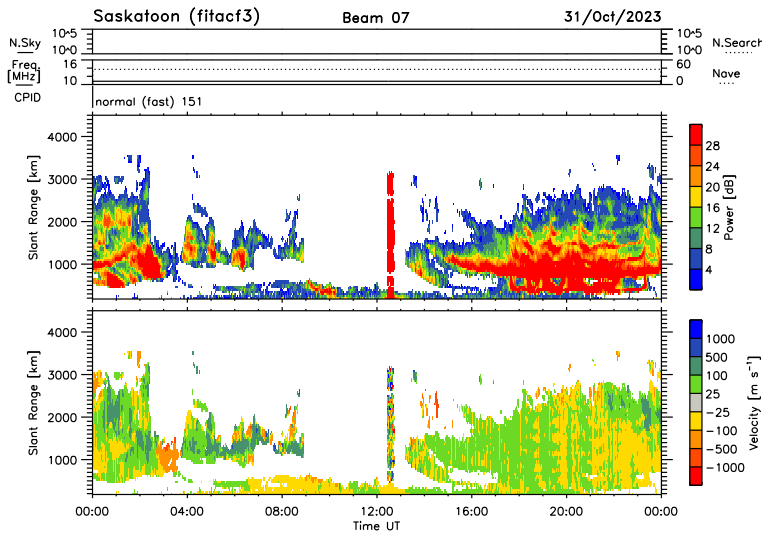 Saskatoon (fitacf3) Beam 07 31/Oct/2023
N.Sky 10^5 10^5 N.Search
10^0 10^0
Freq. 16 60 Nave
[MHz] 10 0
CPID normal (fast) 151
4000
3000
2000
1000
Slant Range [km]
28
24
20
16
12
8
4
Power [dB]
4000
3000
2000
1000
Slant Range [km]
1000
500
100
25
-25
-100
-500
-1000
Velocity [m s⁻¹]
00:00 04:00 08:00 12:00 16:00 20:00 00:00
Time UT